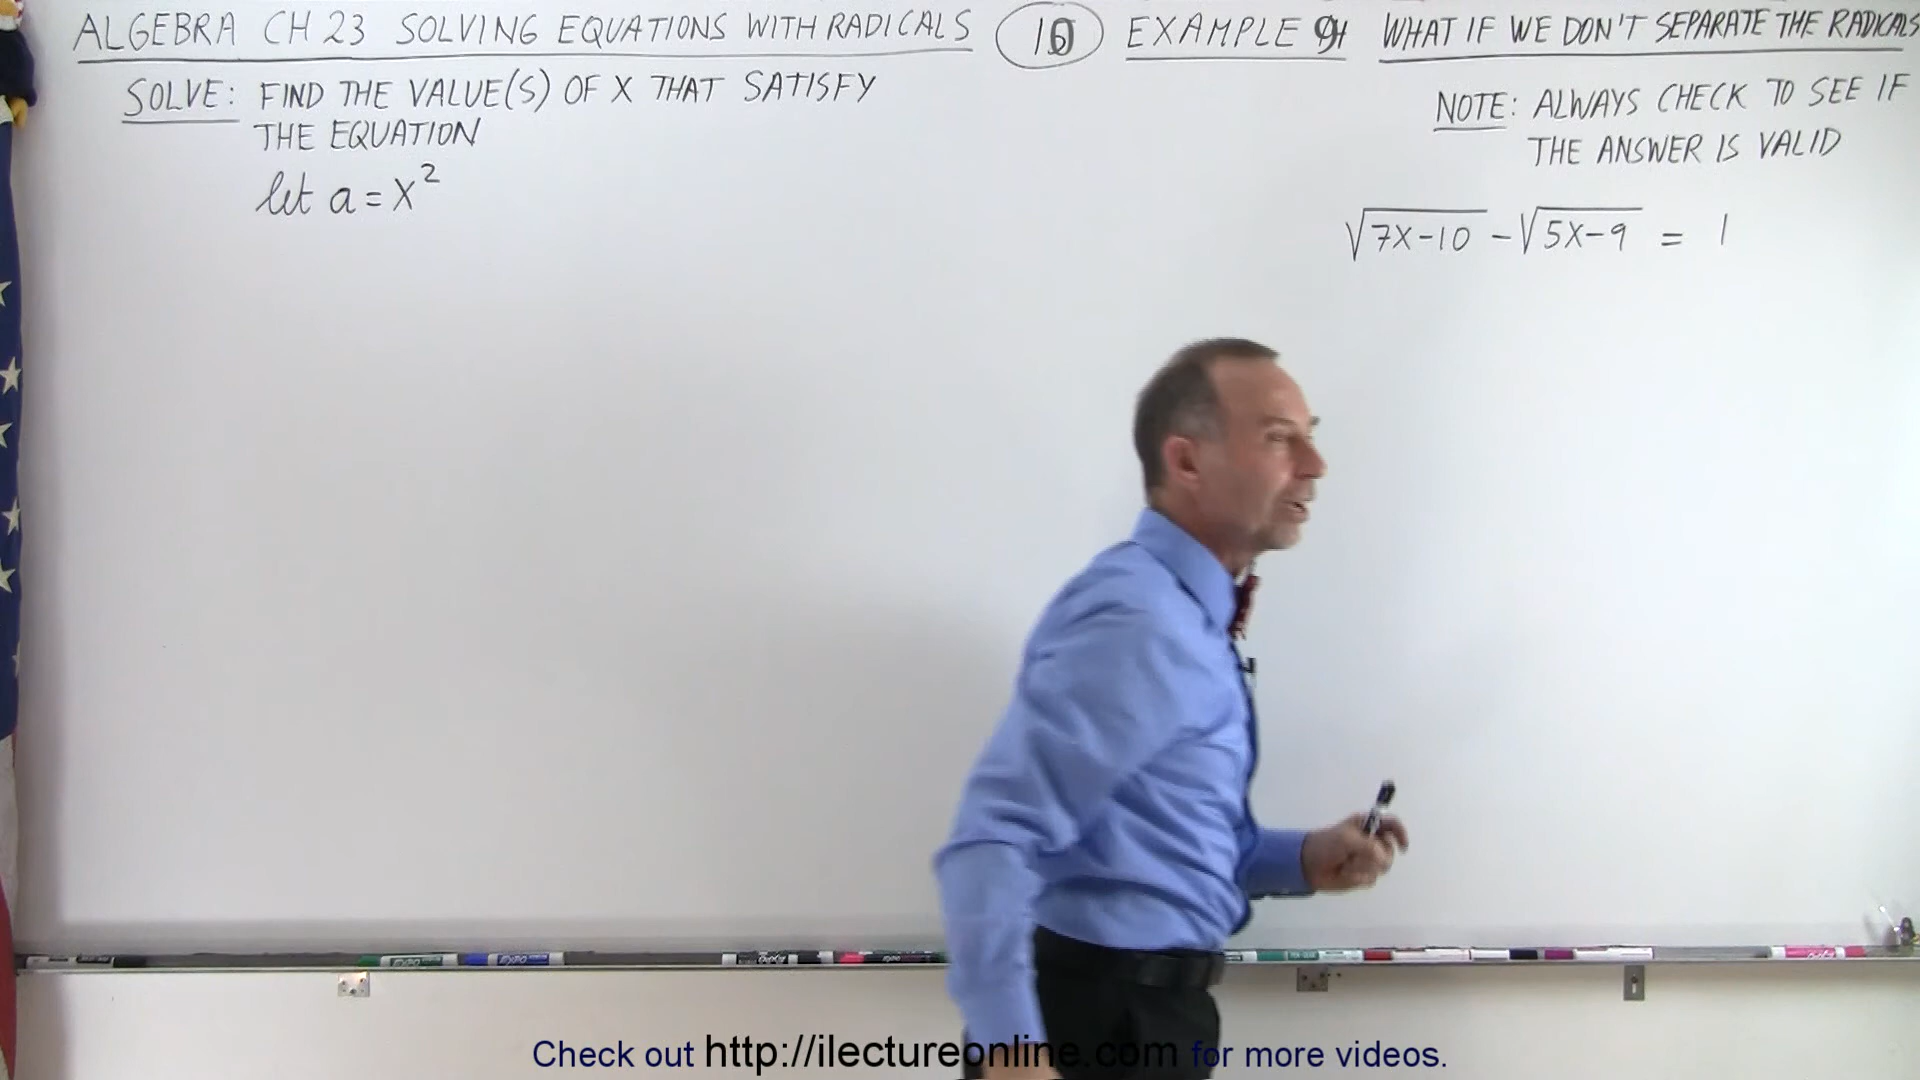 ALGEBRA CH 23 SOLVING EQUATIONS WITH RADICALS EXAMPLE WHAT IF WE DON'T SEPARATE THE RADICALS
SOLVE: FIND THE VALUE(S) OF X THAT SATISFY
THE EQUATION
let a = x²
NOTE: ALWAYS CHECK TO SEE IF
THE ANSWER IS VALID
√7X-10 - √5X-9 = 1
Check out http://ilectureonline.com for more videos.